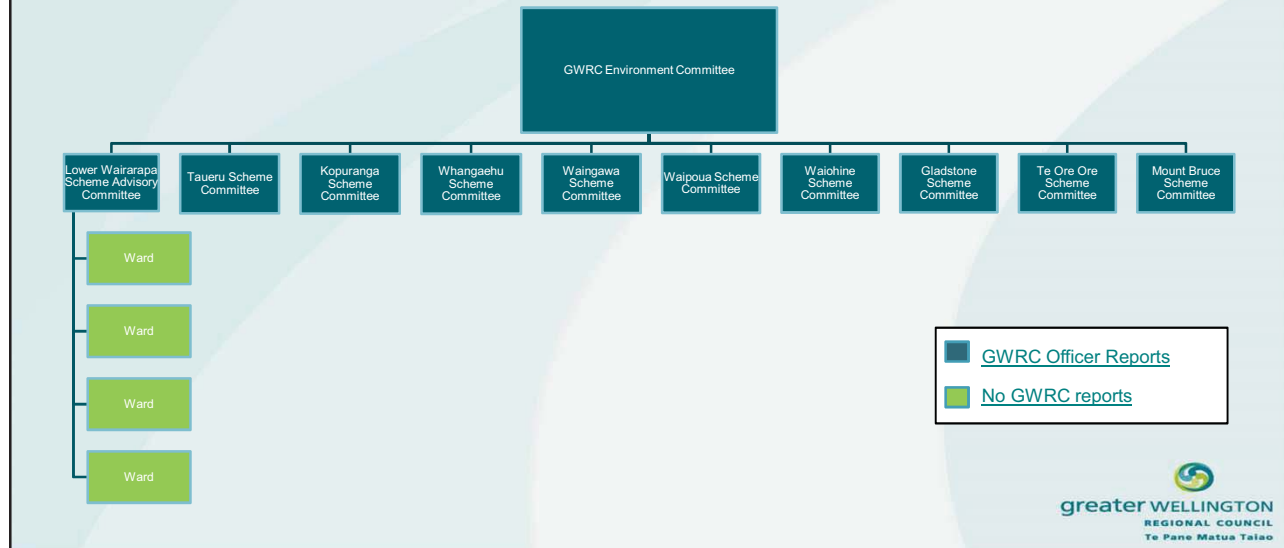 GWRC Environment Committee
Lower Wairarapa
Scheme Advisory
Committee
Taueru Scheme
Committee
Kopuranga
Scheme
Committee
Whangaehu
Scheme
Committee
Waingawa
Scheme
Committee
Waipoua Scheme
Committee
Waiohine
Scheme
Committee
Gladstone
Scheme
Committee
Te Ore Ore
Scheme
Committee
Mount Bruce
Scheme
Committee
Ward
Ward
Ward
Ward
GWRC Officer Reports
No GWRC reports
greater WELLINGTON
REGIONAL COUNCIL
Te Pane Matua Taiao